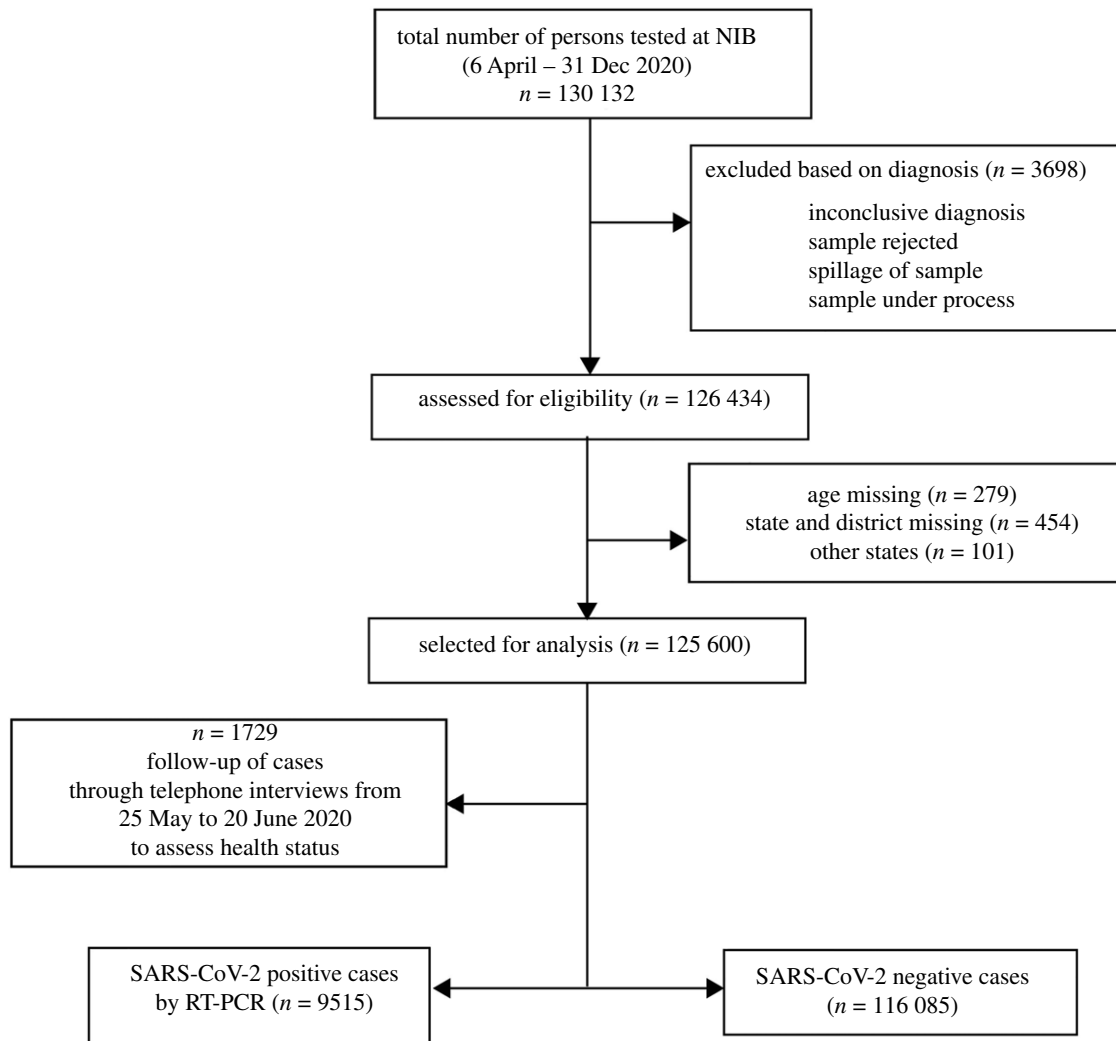 total number of persons tested at NIB
(6 April – 31 Dec 2020)
n = 130 132
excluded based on diagnosis (n = 3698)
inconclusive diagnosis
sample rejected
spillage of sample
sample under process
assessed for eligibility (n = 126 434)
age missing (n = 279)
state and district missing (n = 454)
other states (n = 101)
selected for analysis (n = 125 600)
n = 1729
follow-up of cases
through telephone interviews from
25 May to 20 June 2020
to assess health status
SARS-CoV-2 positive cases
by RT-PCR (n = 9515)
SARS-CoV-2 negative cases
(n = 116 085)